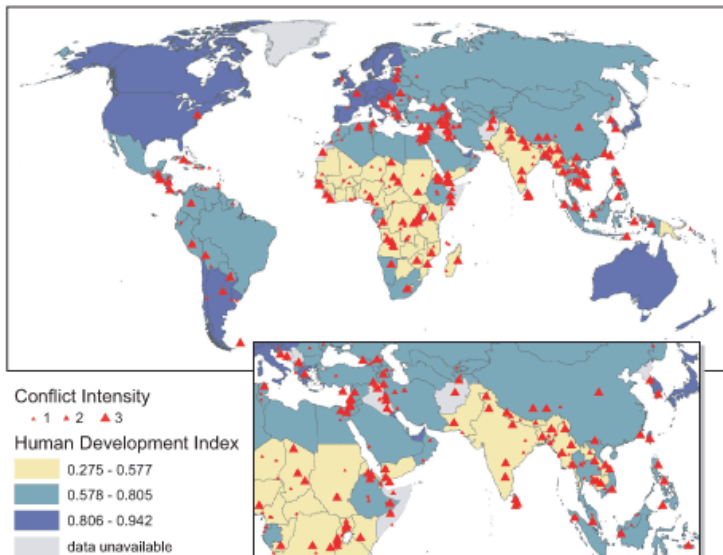 Conflict Intensity
1 2 3
Human Development Index
0.275 - 0.577
0.578 - 0.805
0.806 - 0.942
data unavailable